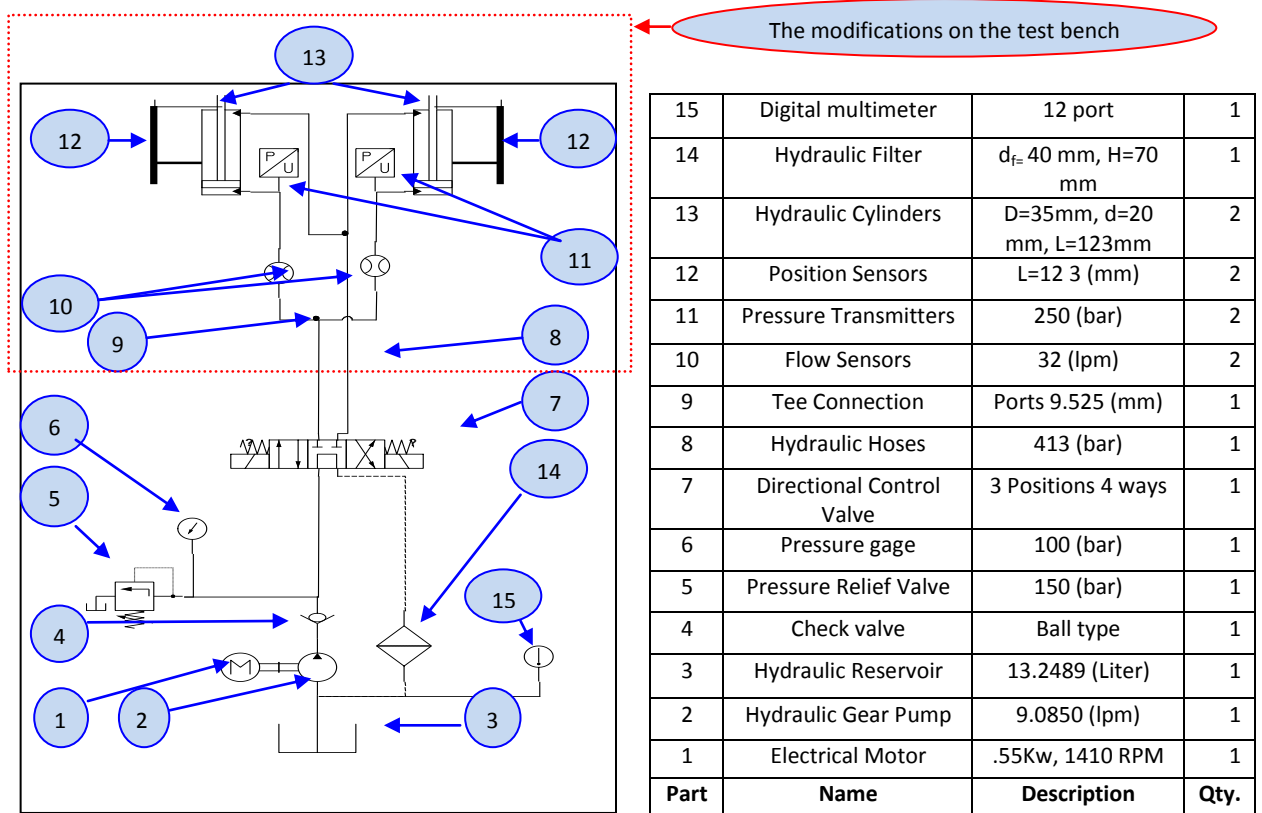 The modifications on the test bench
13
12
12
P
U
P
U
11
10
9
8
7
6
14
5
15
4
M
1
2
3
15 Digital multimeter 12 port 1
14 Hydraulic Filter df= 40 mm, H=70
mm 1
13 Hydraulic Cylinders D=35mm, d=20
mm, L=123mm 2
12 Position Sensors L=12 3 (mm) 2
11 Pressure Transmitters 250 (bar) 2
10 Flow Sensors 32 (lpm) 2
9 Tee Connection Ports 9.525 (mm) 1
8 Hydraulic Hoses 413 (bar) 1
7 Directional Control
Valve 3 Positions 4 ways 1
6 Pressure gage 100 (bar) 1
5 Pressure Relief Valve 150 (bar) 1
4 Check valve Ball type 1
3 Hydraulic Reservoir 13.2489 (Liter) 1
2 Hydraulic Gear Pump 9.0850 (lpm) 1
1 Electrical Motor .55Kw, 1410 RPM 1
Part Name Description Qty.